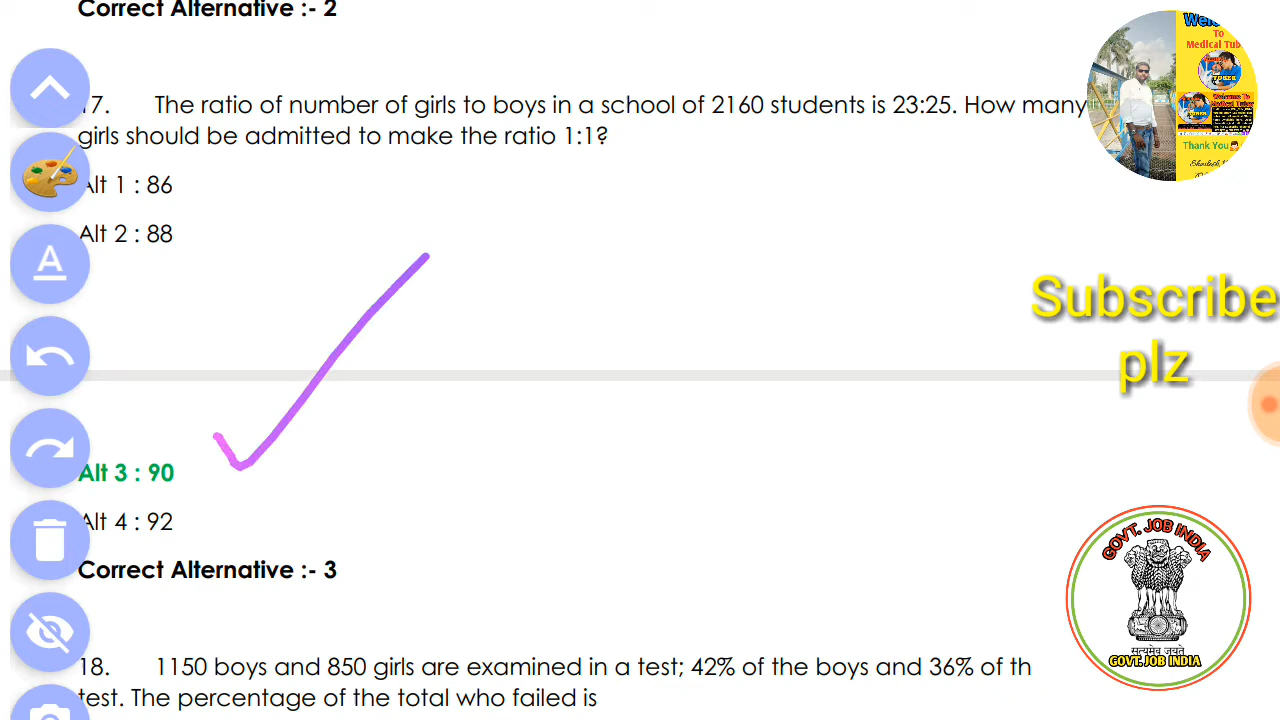 Correct Alternative :- 2
17. The ratio of number of girls to boys in a school of 2160 students is 23:25. How many
girls should be admitted to make the ratio 1:1?
Alt 1 : 86
Alt 2 : 88
Alt 3 : 90
Alt 4 : 92
Correct Alternative :- 3
18. 1150 boys and 850 girls are examined in a test; 42% of the boys and 36% of th
test. The percentage of the total who failed is
To
Medical Tub
Thank You
Subscribe
plz
GOVT. JOB INDIA
सत्यमेव जयते
GOVT. JOB INDIA
A